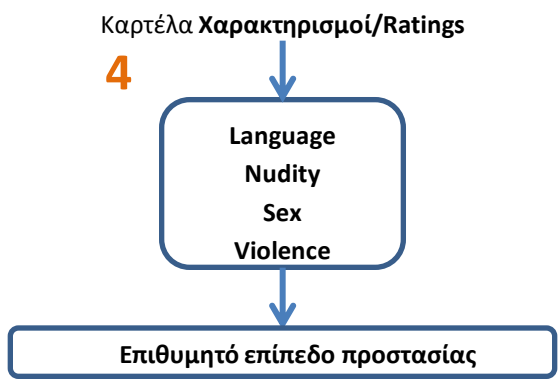 Καρτέλα Χαρακτηρισμοί/Ratings
4
Language
Nudity
Sex
Violence
Επιθυμητό επίπεδο προστασίας